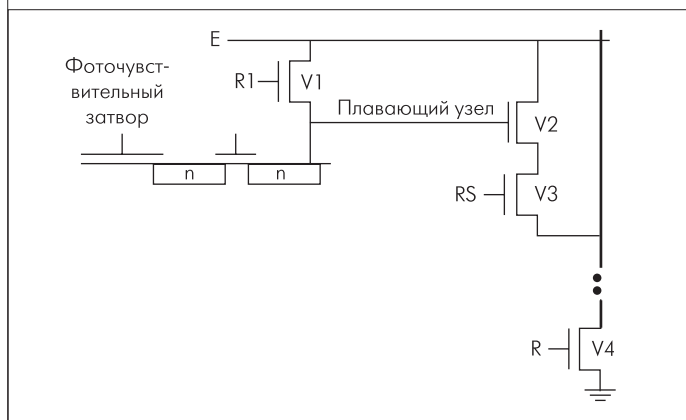 E
Фоточувст-
вительный
затвор
R1
V1
Плавающий узел
V2
n
n
RS
V3
R
V4